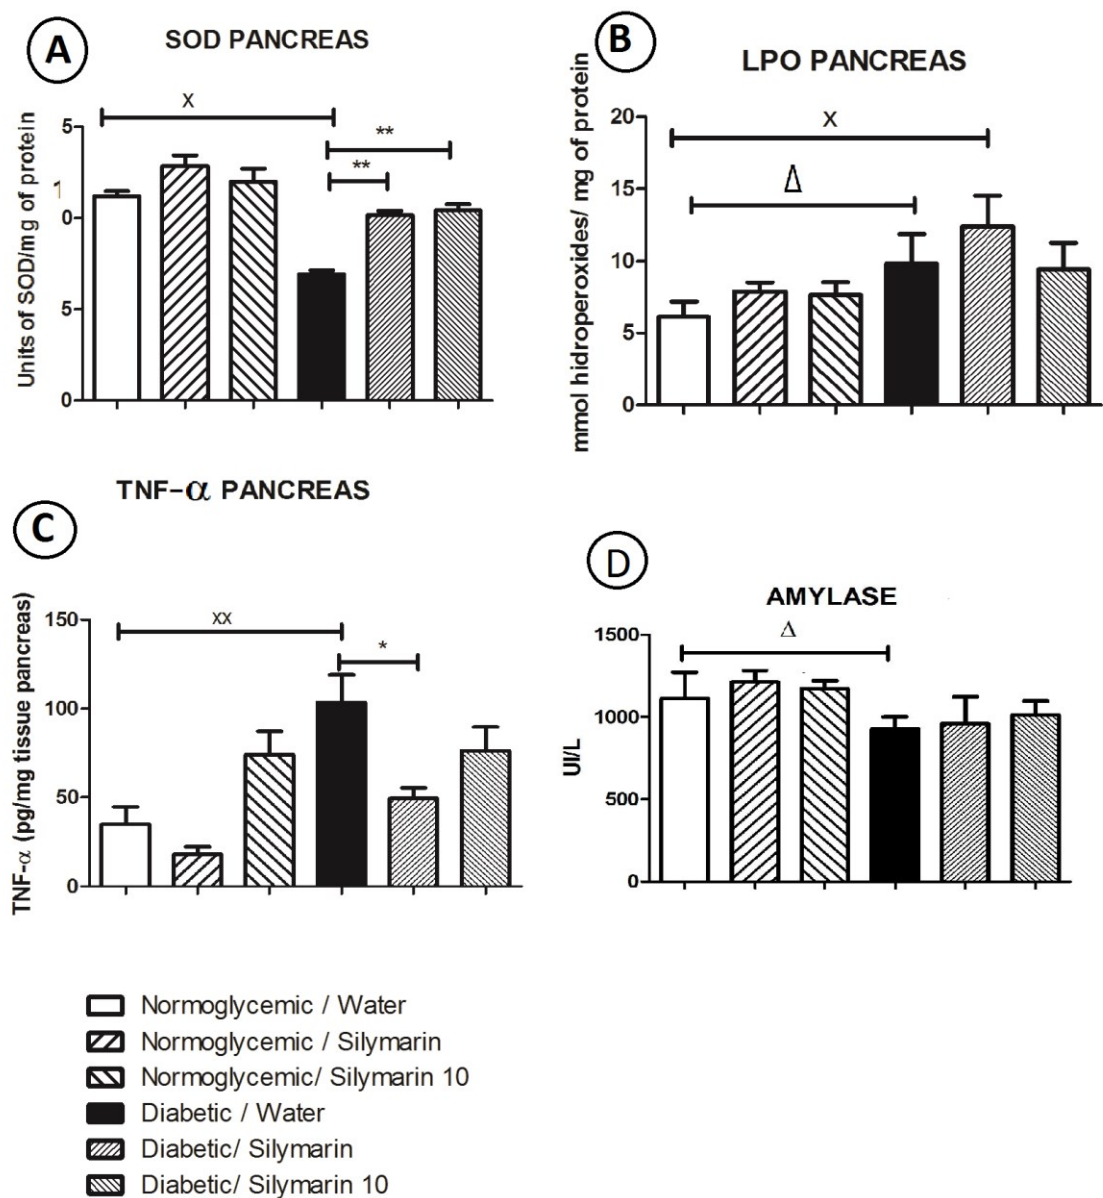 A
SOD PANCREAS
Units of SOD/mg of protein
5
1
0
5
0
x
**
**
B
LPO PANCREAS
mmol hidroperoxides/ mg of protein
20
15
10
5
0
x
Δ
C
TNF-α PANCREAS
TNF-α (pg/mg tissue pancreas)
150
100
50
0
xx
*
D
AMYLASE
UI/L
1500
1000
500
0
Δ
Normoglycemic / Water
Normoglycemic / Silymarin
Normoglycemic/ Silymarin 10
Diabetic / Water
Diabetic/ Silymarin
Diabetic/ Silymarin 10